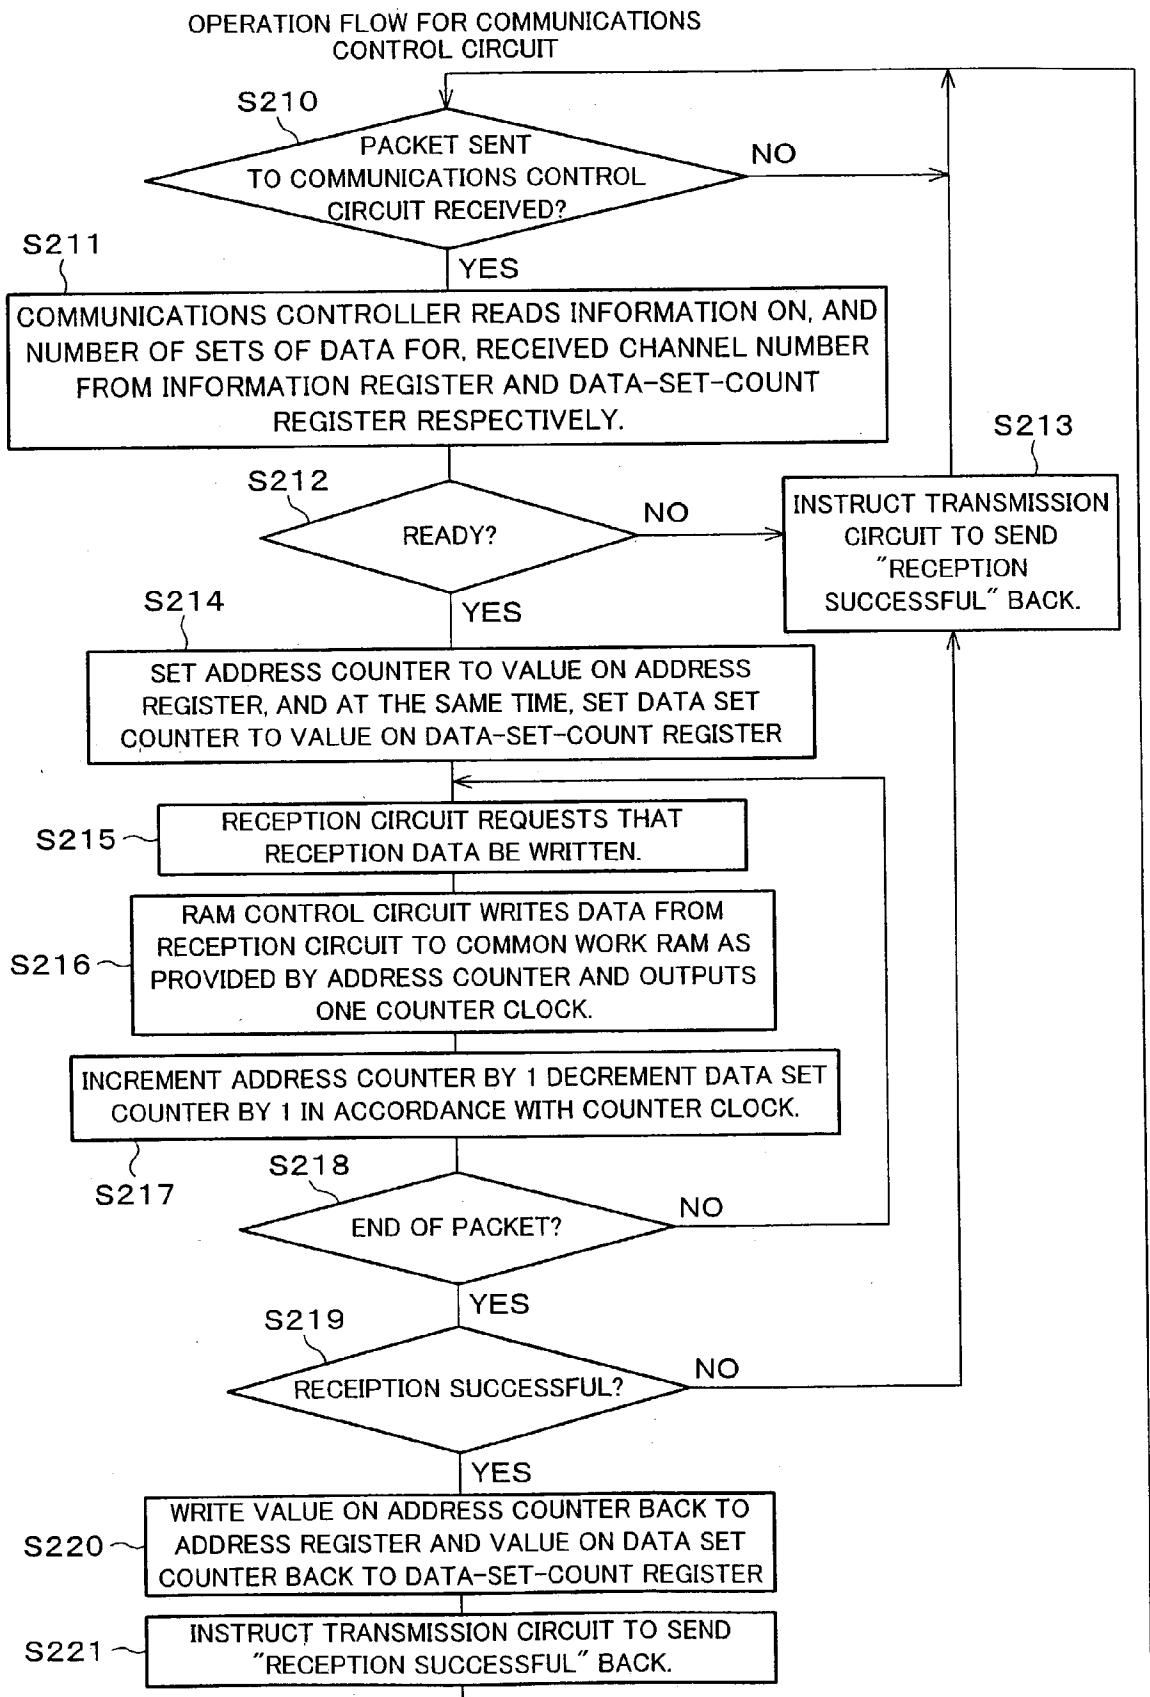 OPERATION FLOW FOR COMMUNICATIONS
CONTROL CIRCUIT
S210
PACKET SENT
TO COMMUNICATIONS CONTROL
CIRCUIT RECEIVED?
NO
YES
S211
COMMUNICATIONS CONTROLLER READS INFORMATION ON, AND
NUMBER OF SETS OF DATA FOR, RECEIVED CHANNEL NUMBER
FROM INFORMATION REGISTER AND DATA-SET-COUNT
REGISTER RESPECTIVELY.
S212
READY?
NO
YES
S213
INSTRUCT TRANSMISSION
CIRCUIT TO SEND
"RECEPTION
SUCCESSFUL" BACK.
S214
SET ADDRESS COUNTER TO VALUE ON ADDRESS
REGISTER, AND AT THE SAME TIME, SET DATA SET
COUNTER TO VALUE ON DATA-SET-COUNT REGISTER
S215
RECEPTION CIRCUIT REQUESTS THAT
RECEPTION DATA BE WRITTEN.
S216
RAM CONTROL CIRCUIT WRITES DATA FROM
RECEPTION CIRCUIT TO COMMON WORK RAM AS
PROVIDED BY ADDRESS COUNTER AND OUTPUTS
ONE COUNTER CLOCK.
INCREMENT ADDRESS COUNTER BY 1 DECREMENT DATA SET
COUNTER BY 1 IN ACCORDANCE WITH COUNTER CLOCK.
S217
S218
END OF PACKET?
NO
YES
S219
RECEIPTION SUCCESSFUL?
NO
YES
S220
WRITE VALUE ON ADDRESS COUNTER BACK TO
ADDRESS REGISTER AND VALUE ON DATA SET
COUNTER BACK TO DATA-SET-COUNT REGISTER
S221
INSTRUCT TRANSMISSION CIRCUIT TO SEND
"RECEPTION SUCCESSFUL" BACK.